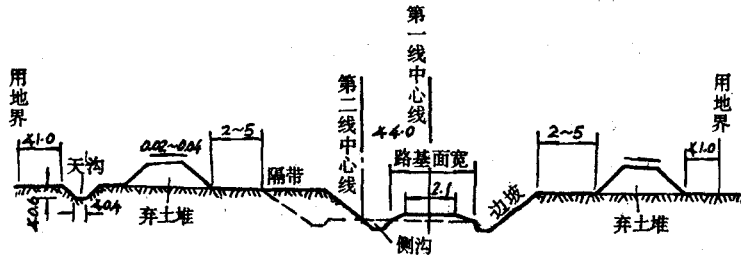 第一线中心线
第二线中心线
用地界
用地界
≮1.0
天沟
0.02~0.04
2~5
隔带
≮4.0
路基面宽
2.1
2~5
≮1.0
≮0.6
≮0.4
弃土堆
侧沟
边坡
弃土堆